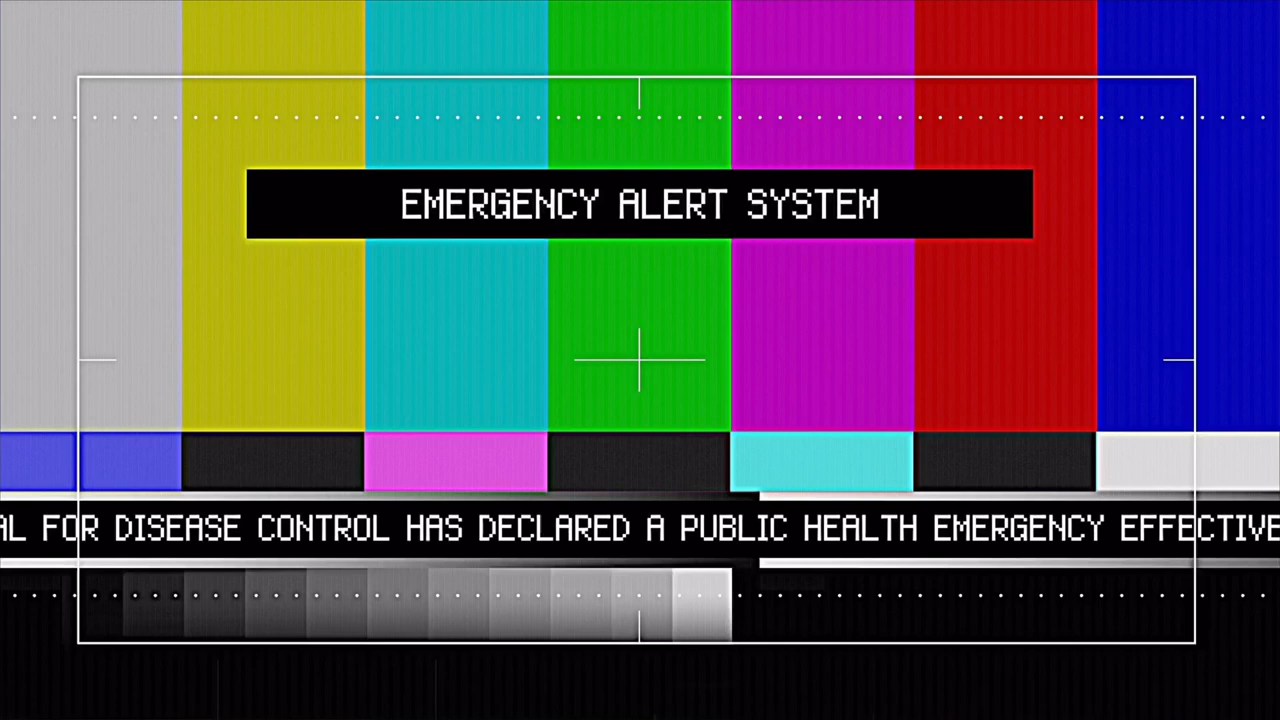 EMERGENCY ALERT SYSTEM
AL FOR DISEASE CONTROL HAS DECLARED A PUBLIC HEALTH EMERGENCY EFFECTIVE